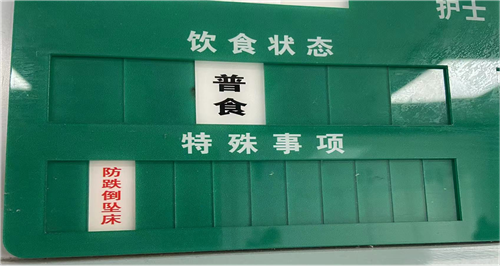 护士
饮食状态
普食
特殊事项
防跌倒坠床